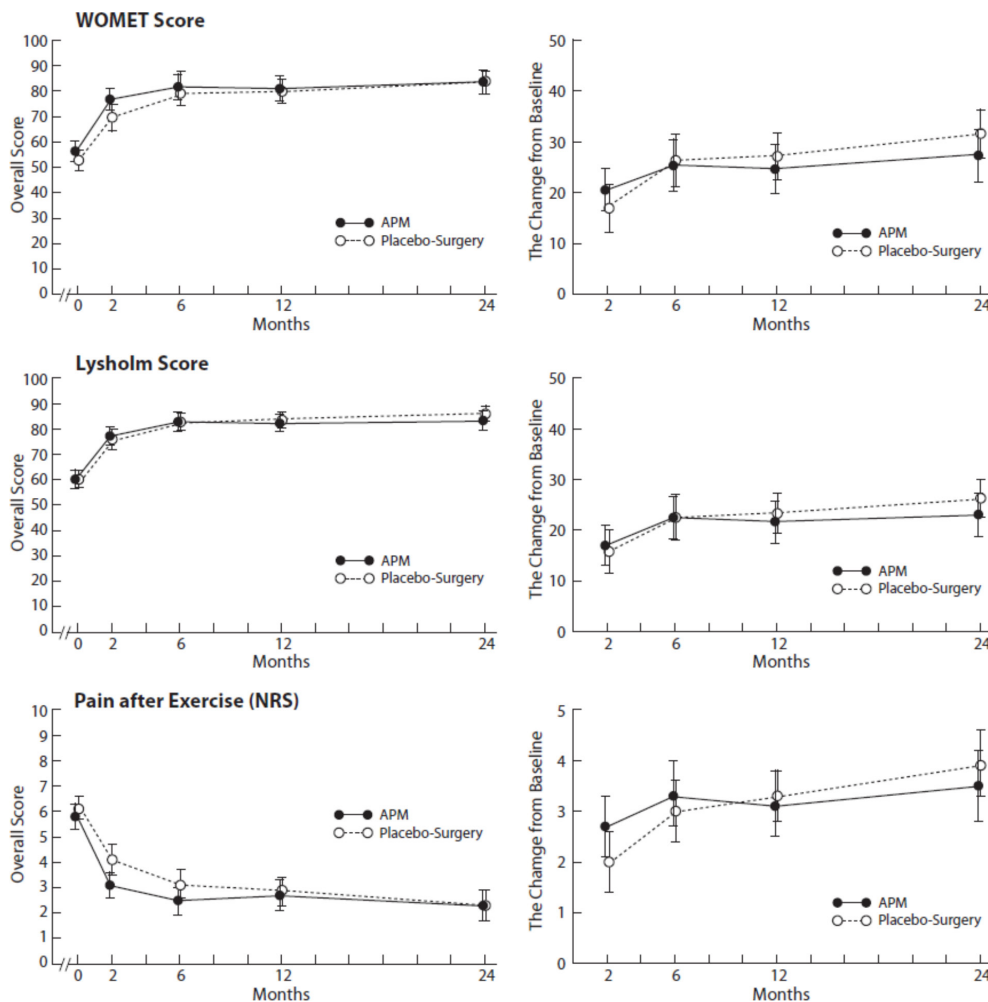 WOMET Score
Overall Score
100
90
80
70
60
50
40
30
20
10
0
APM
Placebo-Surgery
0 2 6 12 24
Months
The Chamge from Baseline
50
40
30
20
10
0
APM
Placebo-Surgery
2 6 12 24
Months
Lysholm Score
Overall Score
100
90
80
70
60
50
40
30
20
10
0
APM
Placebo-Surgery
0 2 6 12 24
Months
The Chamge from Baseline
50
40
30
20
10
0
APM
Placebo-Surgery
2 6 12 24
Months
Pain after Exercise (NRS)
Overall Score
10
9
8
7
6
5
4
3
2
1
0
APM
Placebo-Surgery
0 2 6 12 24
Months
The Chamge from Baseline
5
4
3
2
1
0
APM
Placebo-Surgery
2 6 12 24
Months